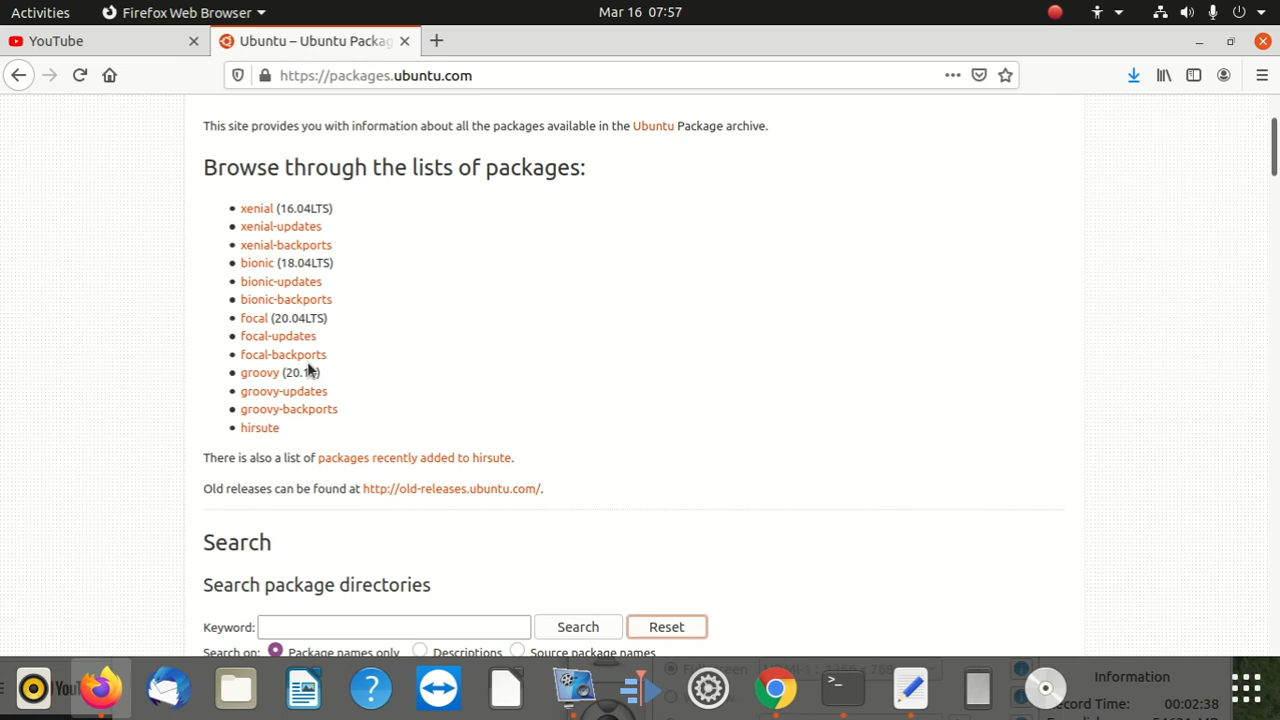 Activities
Firefox Web Browser
Mar 16 07:57
YouTube
Ubuntu – Ubuntu Packag
https://packages.ubuntu.com
This site provides you with information about all the packages available in the Ubuntu Package archive.
Browse through the lists of packages:
xenial (16.04LTS)
xenial-updates
xenial-backports
bionic (18.04LTS)
bionic-updates
bionic-backports
focal (20.04LTS)
focal-updates
focal-backports
groovy
groovy-updates
groovy-backports
hirsute
There is also a list of packages recently added to hirsute.
Old releases can be found at http://old-releases.ubuntu.com/.
Search
Search package directories
Keyword:
Search
Reset
Search on:
Package names only
Descriptions
Source package names
Information
Record Time:
00:02:38